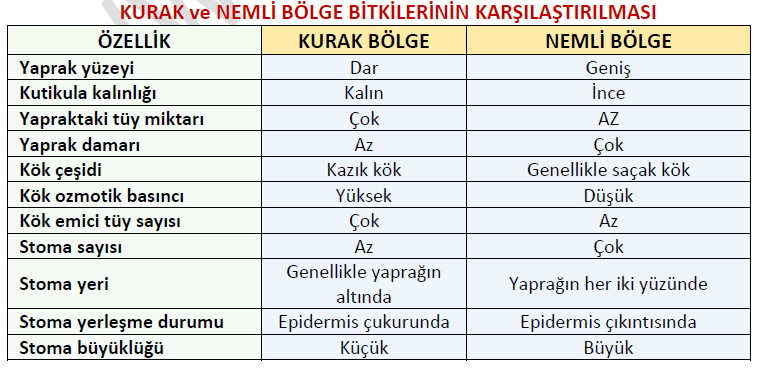 KURAK ve NEMLİ BÖLGE BİTKİLERİNİN KARŞILAŞTIRILMASI
ÖZELLİK KURAK BÖLGE NEMLİ BÖLGE
Yaprak yüzeyi Dar Geniş
Kutikula kalınlığı Kalın İnce
Yapraktaki tüy miktarı Çok AZ
Yaprak damarı Az Çok
Kök çeşidi Kazık kök Genellikle saçak kök
Kök ozmotik basıncı Yüksek Düşük
Kök emici tüy sayısı Çok Az
Stoma sayısı Az Çok
Stoma yeri Genellikle yaprağın altında Yaprağın her iki yüzünde
Stoma yerleşme durumu Epidermis çukurunda Epidermis çıkıntısında
Stoma büyüklüğü Küçük Büyük